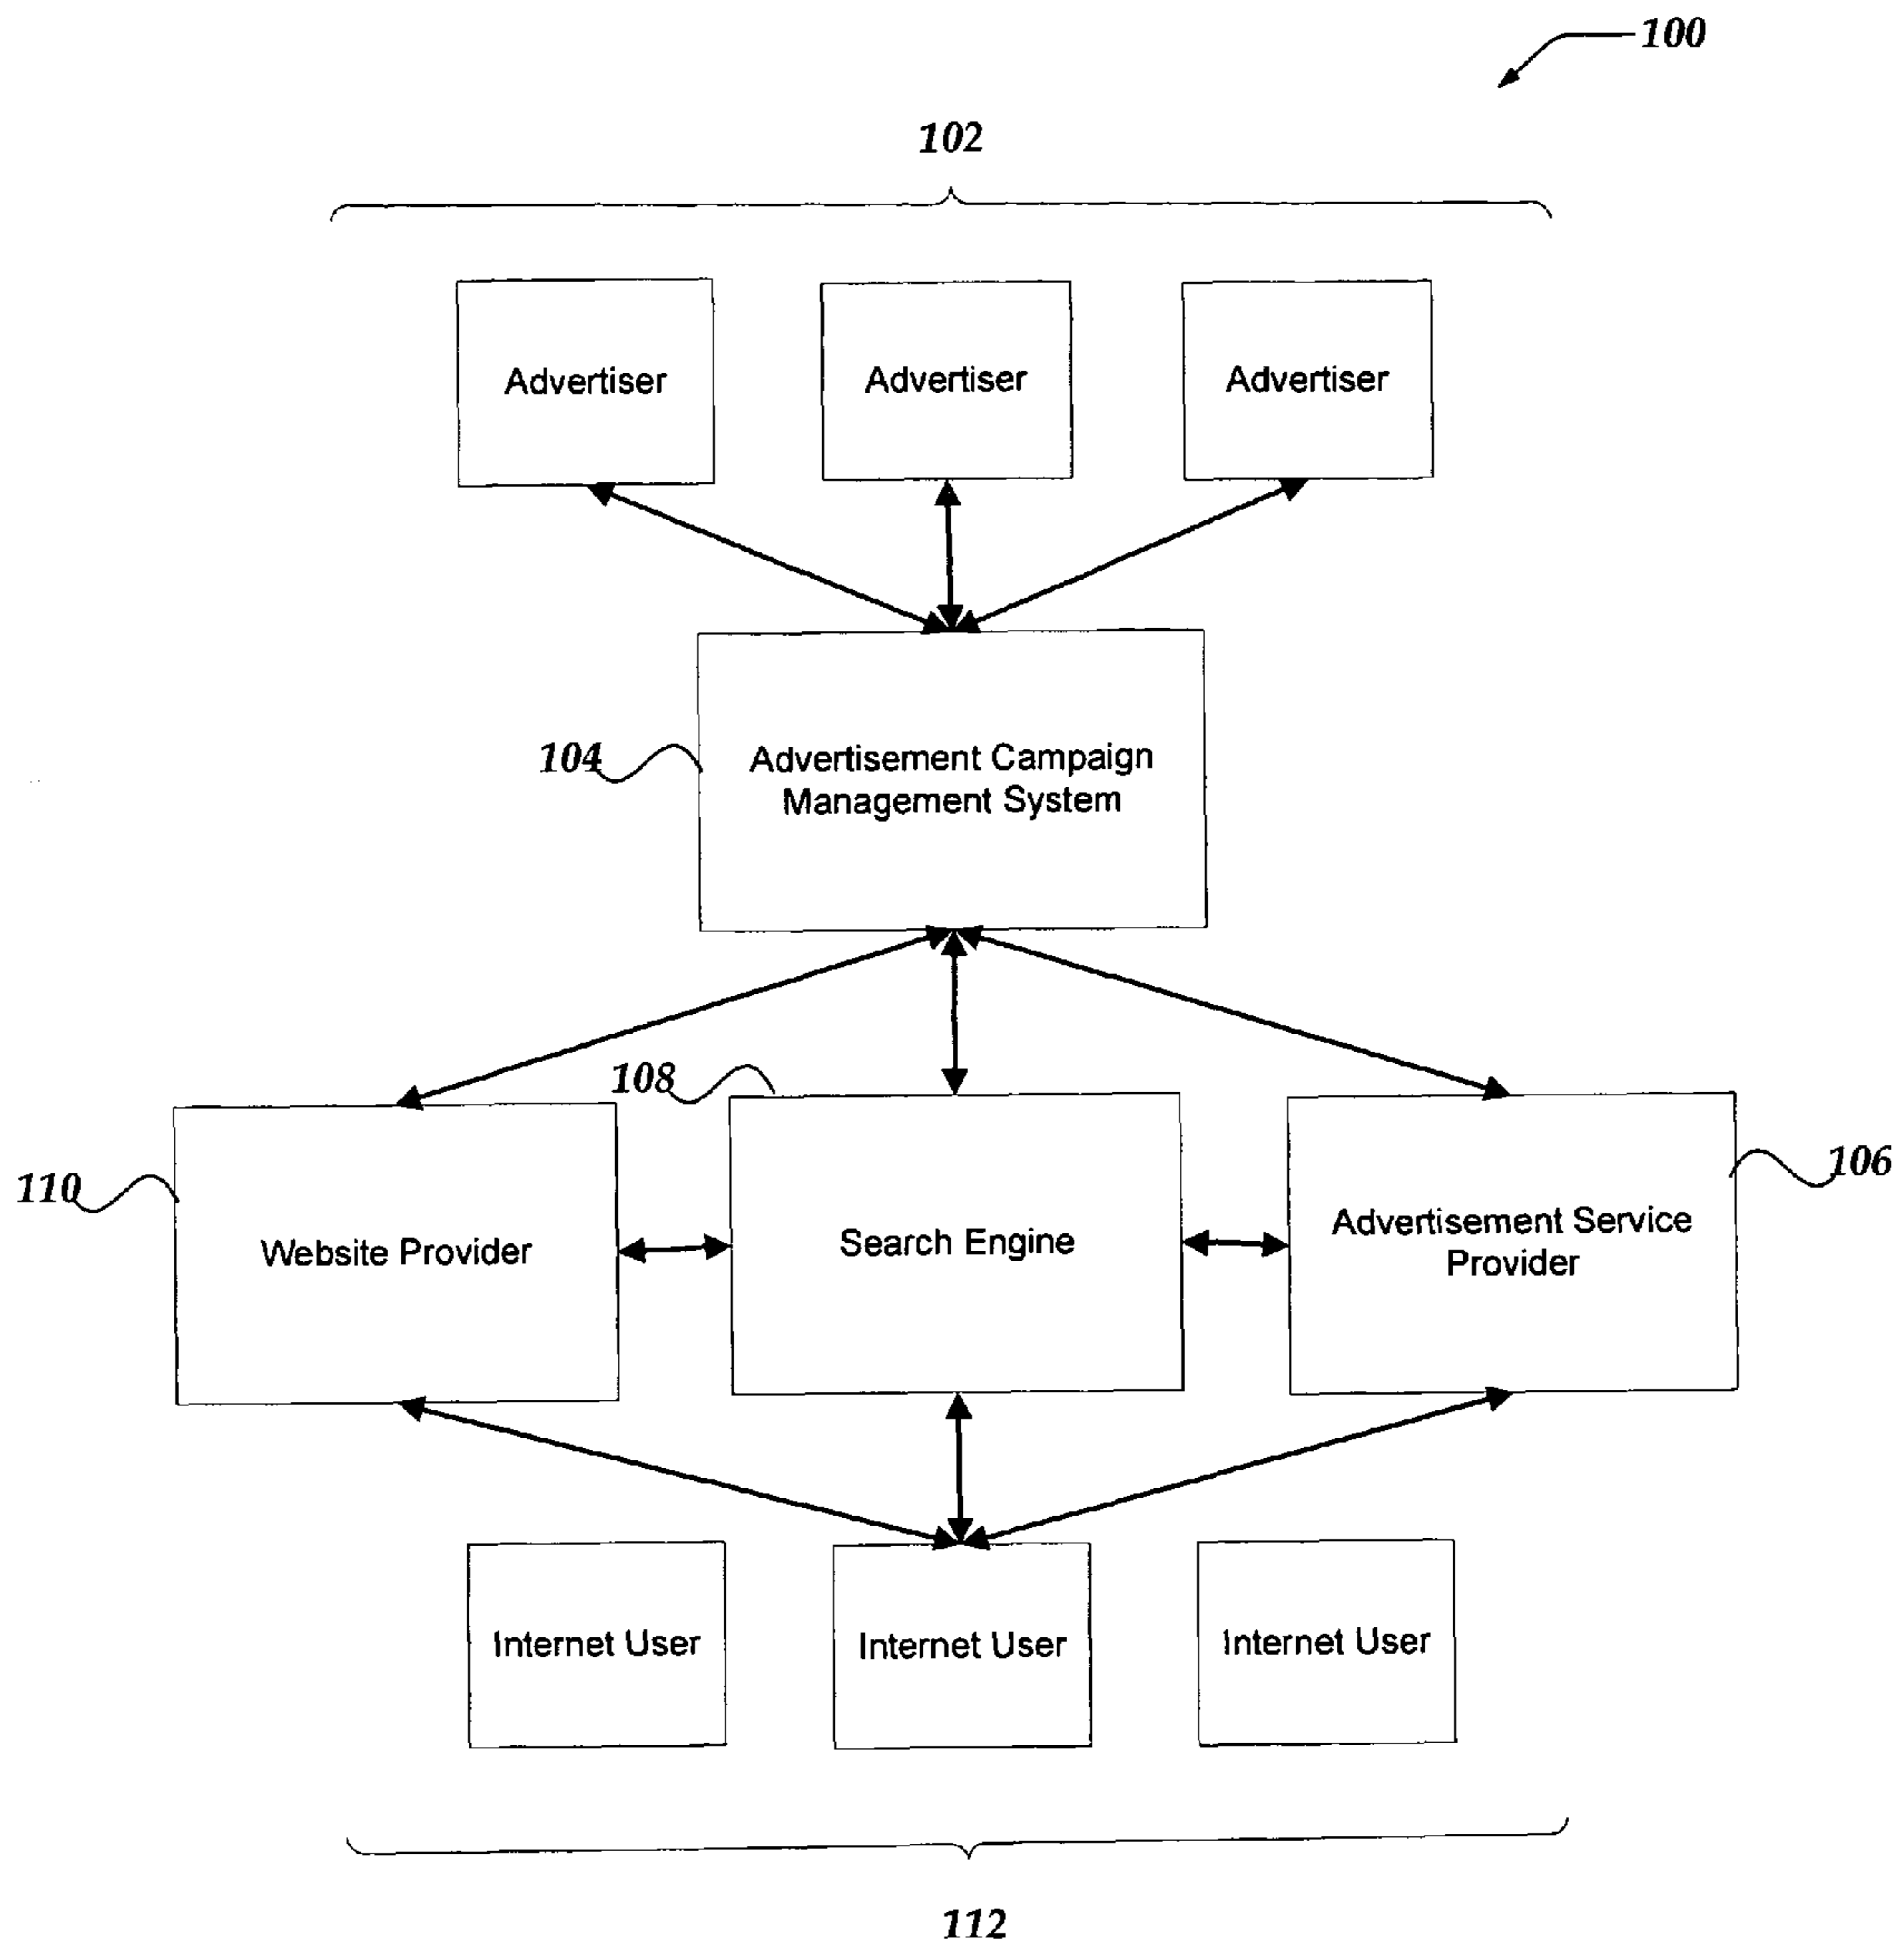 100
102
Advertiser
Advertiser
Advertiser
104
Advertisement Campaign
Management System
108
110
106
Website Provider
Search Engine
Advertisement Service
Provider
Internet User
Internet User
Internet User
112